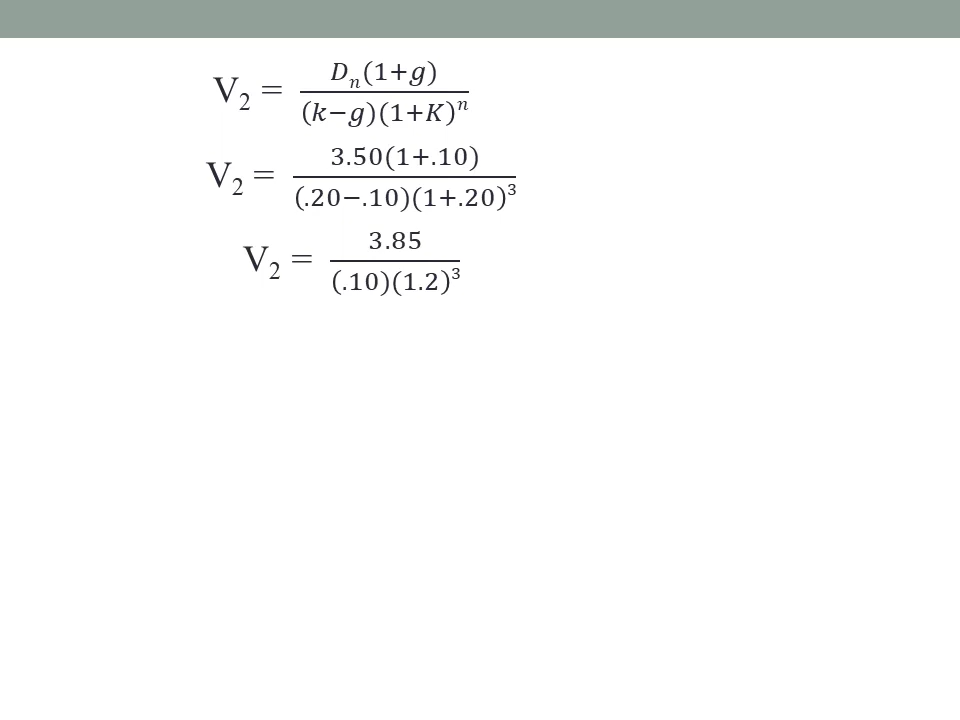 V₂ = Dₙ(1+g) / (k−g)(1+K)ⁿ
V₂ = 3.50(1+.10) / (.20−.10)(1+.20)³
V₂ = 3.85 / (.10)(1.2)³